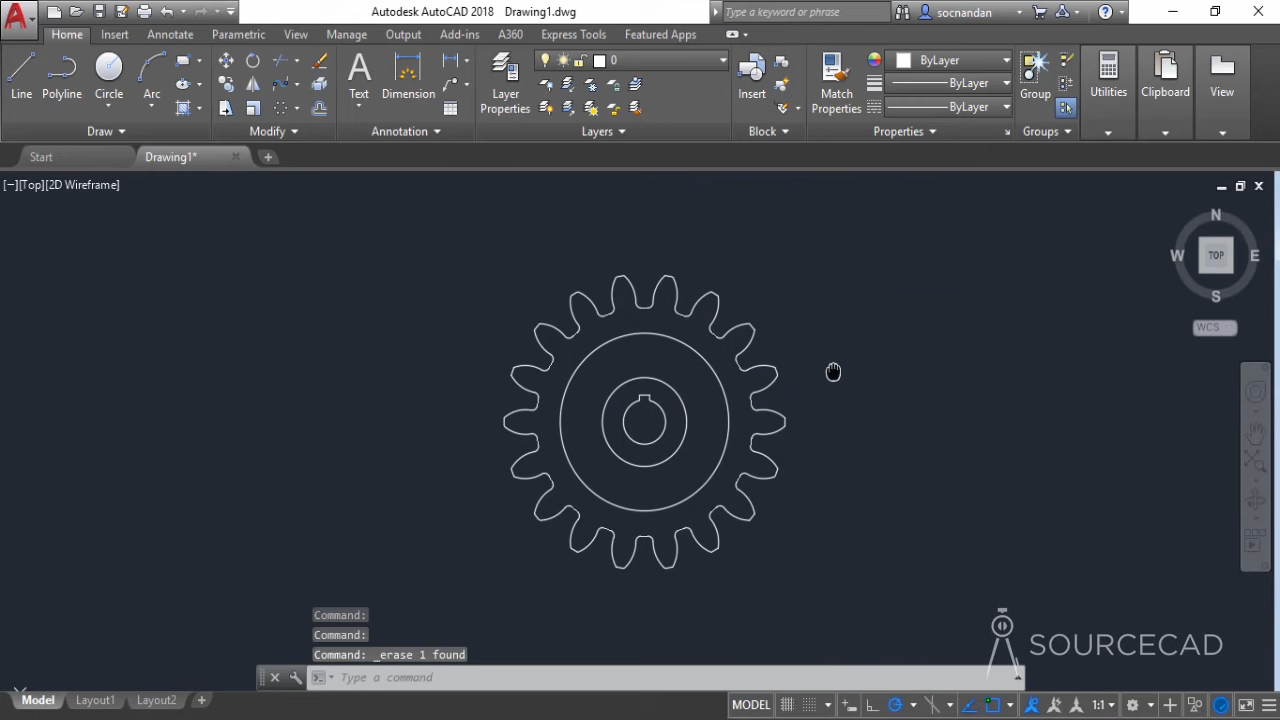 Autodesk AutoCAD 2018 Drawing1.dwg
Type a keyword or phrase
socnandan
Home Insert Annotate Parametric View Manage Output Add-ins A360 Express Tools Featured Apps
Line Polyline Circle Arc
Text Dimension
Layer Properties
0
Insert
Match Properties
ByLayer
ByLayer
ByLayer
Group
Utilities
Clipboard
View
Draw
Modify
Annotation
Layers
Block
Properties
Groups
Start
Drawing1*
[−][Top][2D Wireframe]
N
W TOP E
S
WCS
Command:
Command:
Command: _erase 1 found
Type a command
SOURCECAD
Model Layout1 Layout2
MODEL
1:1